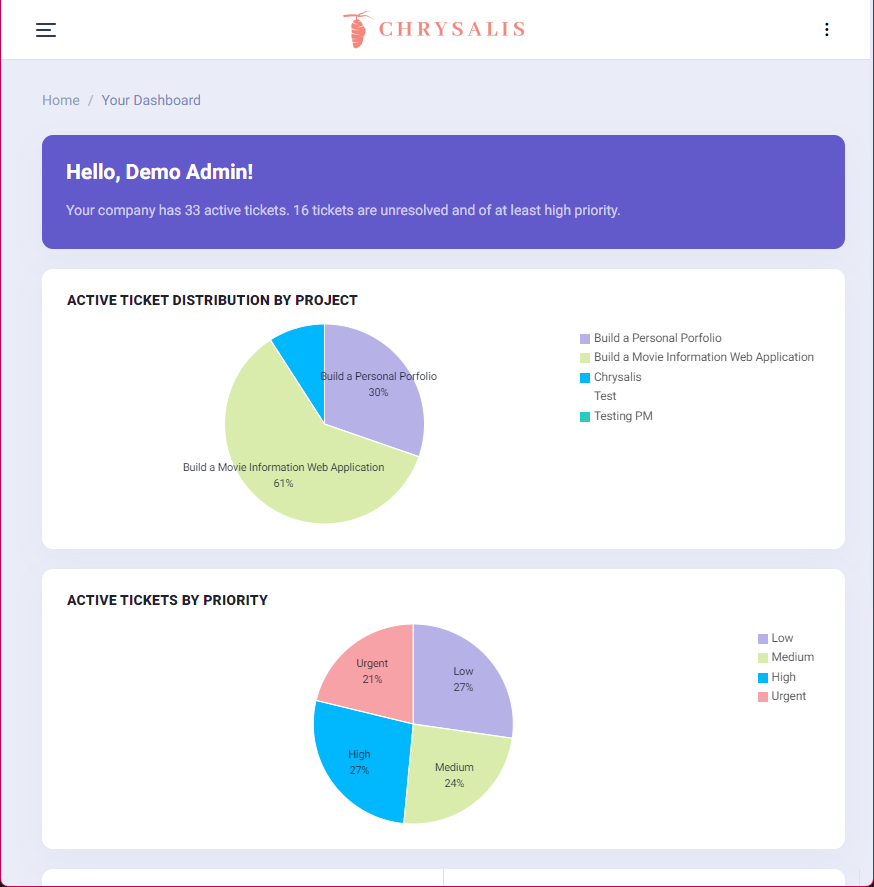 CHRYSALIS
Home / Your Dashboard
Hello, Demo Admin!
Your company has 33 active tickets. 16 tickets are unresolved and of at least high priority.
ACTIVE TICKET DISTRIBUTION BY PROJECT
Build a Personal Porfolio
30%
Build a Movie Information Web Application
61%
Build a Personal Porfolio
Build a Movie Information Web Application
Chrysalis
Test
Testing PM
ACTIVE TICKETS BY PRIORITY
Urgent
21%
Low
27%
High
27%
Medium
24%
Low
Medium
High
Urgent